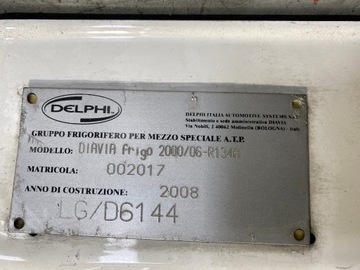 DELPHI
DELPHI ITALIA AUTOMOTIVE SYSTEMS S.r.l.
Stabilimento e sede amministrativa DIAVIA
Via Nobili, 2 40062 Molinella (BOLOGNA) - Italy
GRUPPO FRIGORIFERO PER MEZZO SPECIALE A.T.P.
MODELLO: DIAVIA Frigo 2000/06-R134A
MATRICOLA: 002017
ANNO DI COSTRUZIONE: 2008
LG/D6144